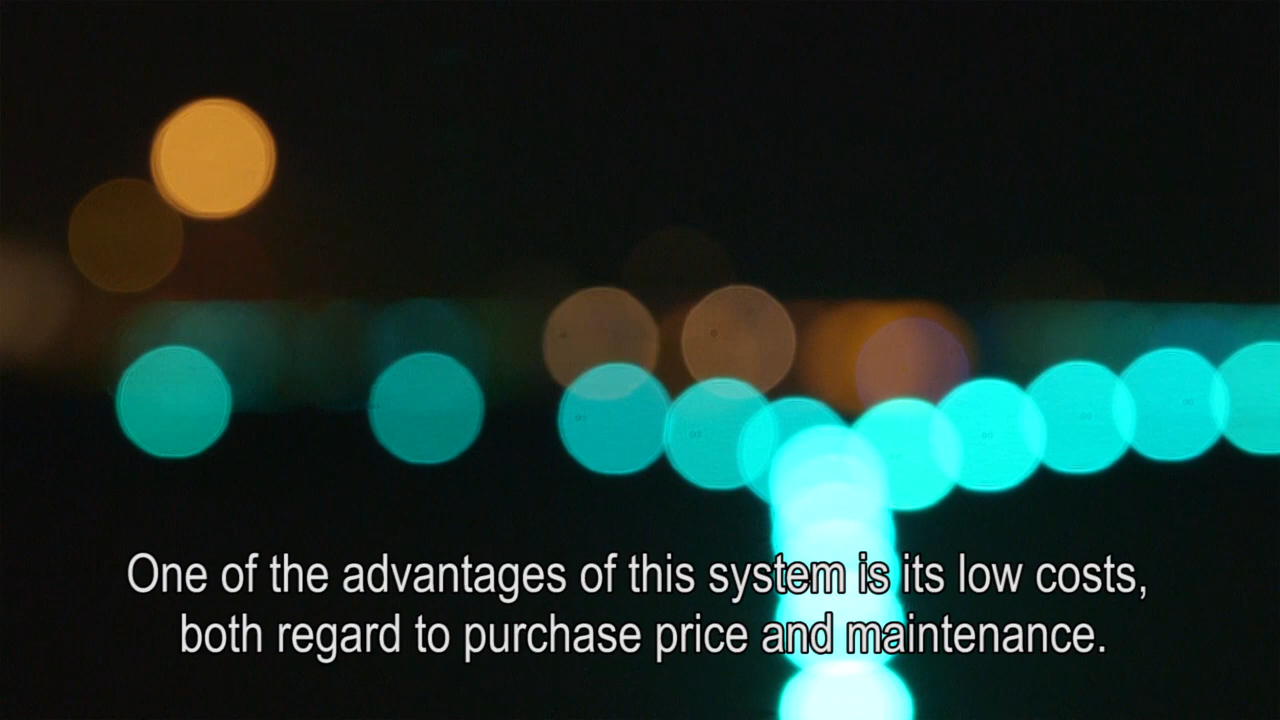 One of the advantages of this system is its low costs,
both regard to purchase price and maintenance.